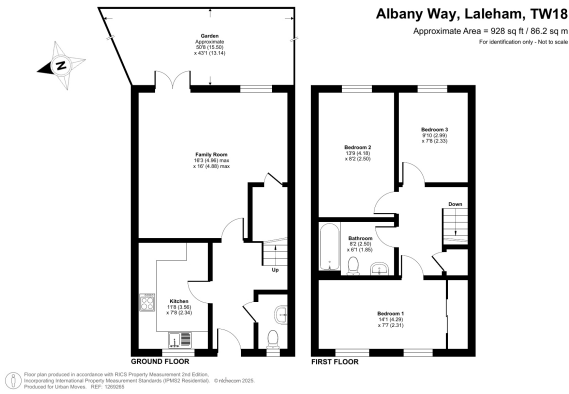 Albany Way, Laleham, TW18
Approximate Area = 928 sq ft / 86.2 sq m
For identification only - Not to scale
N
Garden
Approximate
50'8 (15.50)
x 43'1 (13.14)
Family Room
16'3 (4.96) max
x 16' (4.88) max
Up
Kitchen
11'8 (3.56)
x 7'8 (2.34)
GROUND FLOOR
Bedroom 2
13'9 (4.18)
x 8'2 (2.50)
Bedroom 3
9'10 (2.99)
x 7'8 (2.33)
Down
Bathroom
8'2 (2.50)
x 6'1 (1.85)
Bedroom 1
14'1 (4.29)
x 7'7 (2.31)
FIRST FLOOR
Floor plan produced in accordance with RICS Property Measurement 2nd Edition,
Incorporating International Property Measurement Standards (IPMS2 Residential). © nichecom 2025.
Produced for Urban Moves. REF: 1269265